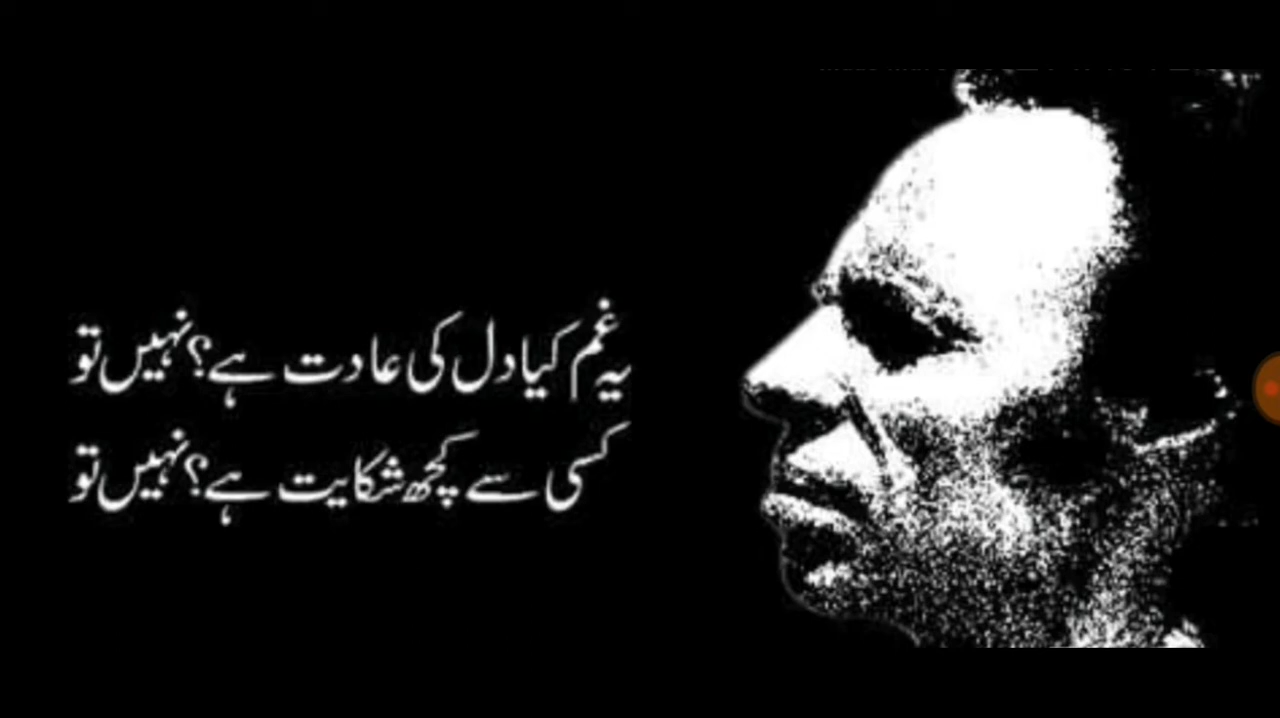 یہ غم کیا دل کی عادت ہے؟ نہیں تو
کسی سے کچھ شکایت ہے؟ نہیں تو